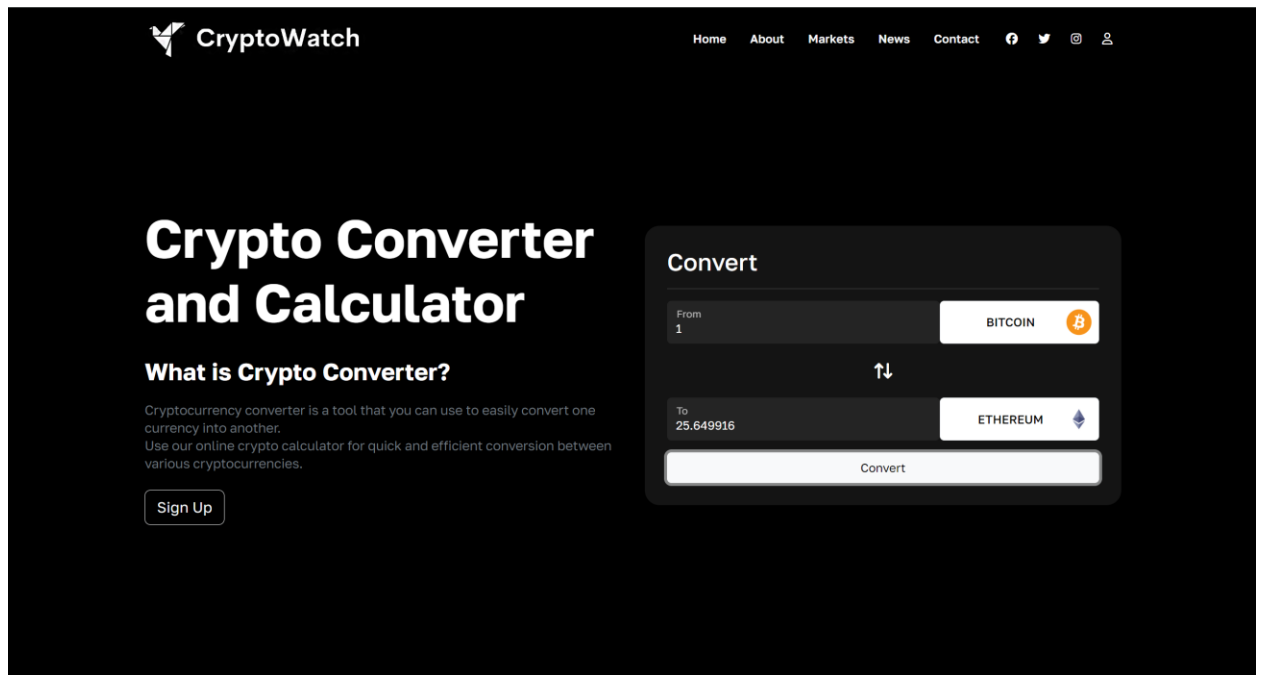 CryptoWatch
Home About Markets News Contact
Crypto Converter
and Calculator
What is Crypto Converter?
Cryptocurrency converter is a tool that you can use to easily convert one
currency into another.
Use our online crypto calculator for quick and efficient conversion between
various cryptocurrencies.
Sign Up
Convert
From
1
BITCOIN
To
25.649916
ETHEREUM
Convert